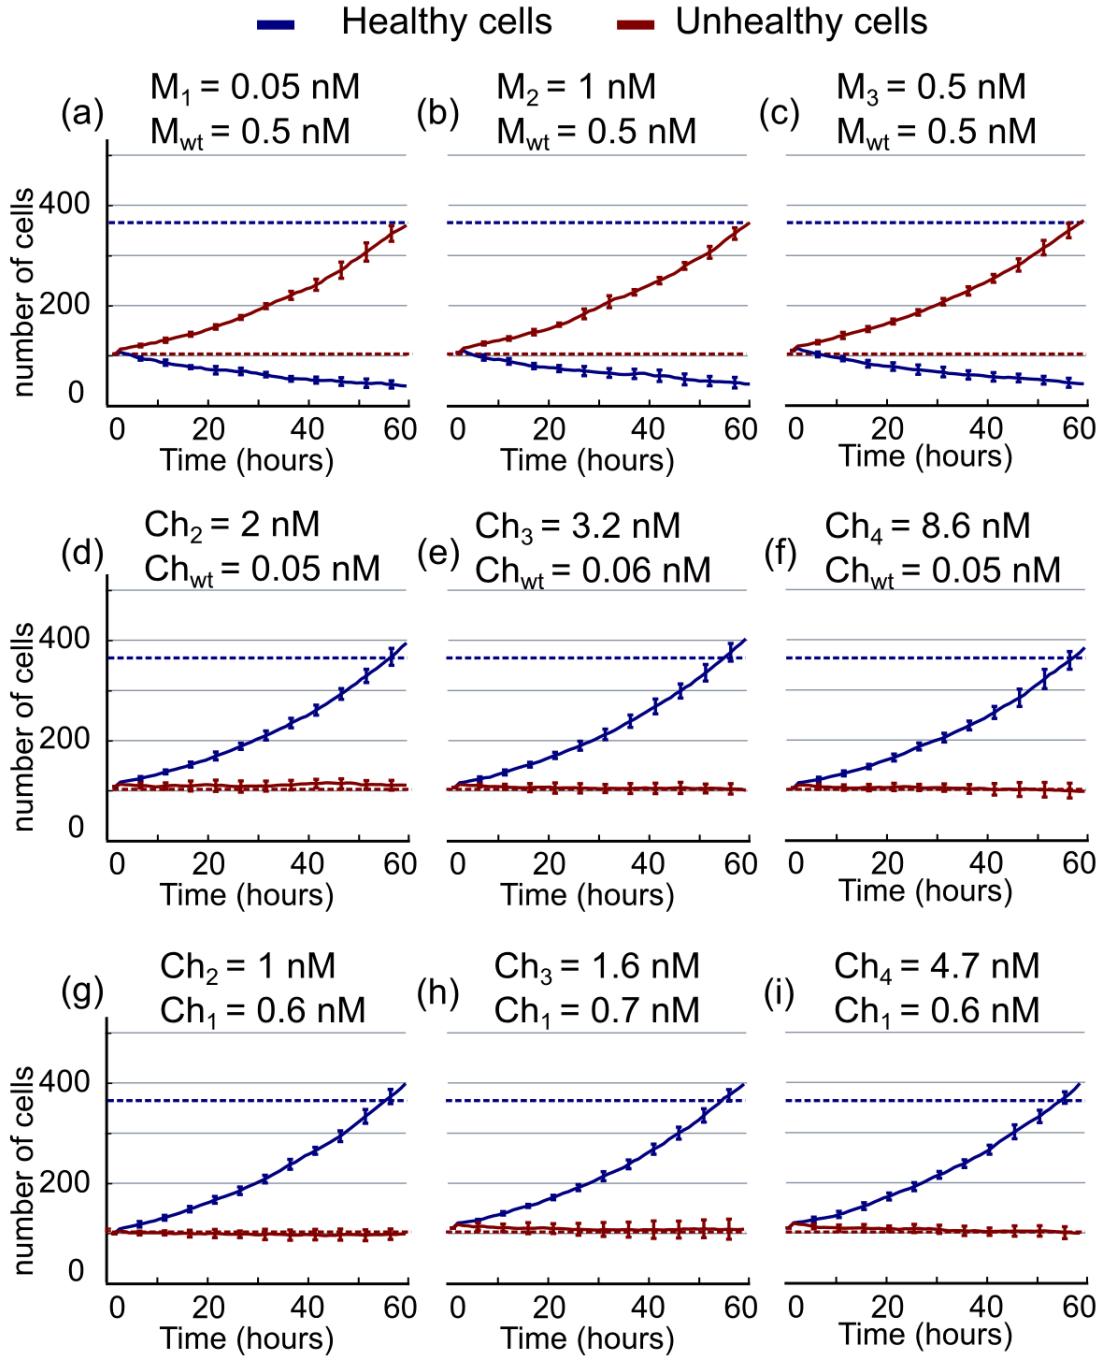 Healthy cells Unhealthy cells
(a) M₁ = 0.05 nM
M_wt = 0.5 nM
(b) M₂ = 1 nM
M_wt = 0.5 nM
(c) M₃ = 0.5 nM
M_wt = 0.5 nM
number of cells
400
200
0
0 20 40 60
Time (hours)
0 20 40 60
Time (hours)
0 20 40 60
Time (hours)
(d) Ch₂ = 2 nM
Ch_wt = 0.05 nM
(e) Ch₃ = 3.2 nM
Ch_wt = 0.06 nM
(f) Ch₄ = 8.6 nM
Ch_wt = 0.05 nM
number of cells
400
200
0
0 20 40 60
Time (hours)
0 20 40 60
Time (hours)
0 20 40 60
Time (hours)
(g) Ch₂ = 1 nM
Ch₁ = 0.6 nM
(h) Ch₃ = 1.6 nM
Ch₁ = 0.7 nM
(i) Ch₄ = 4.7 nM
Ch₁ = 0.6 nM
number of cells
400
200
0
0 20 40 60
Time (hours)
0 20 40 60
Time (hours)
0 20 40 60
Time (hours)